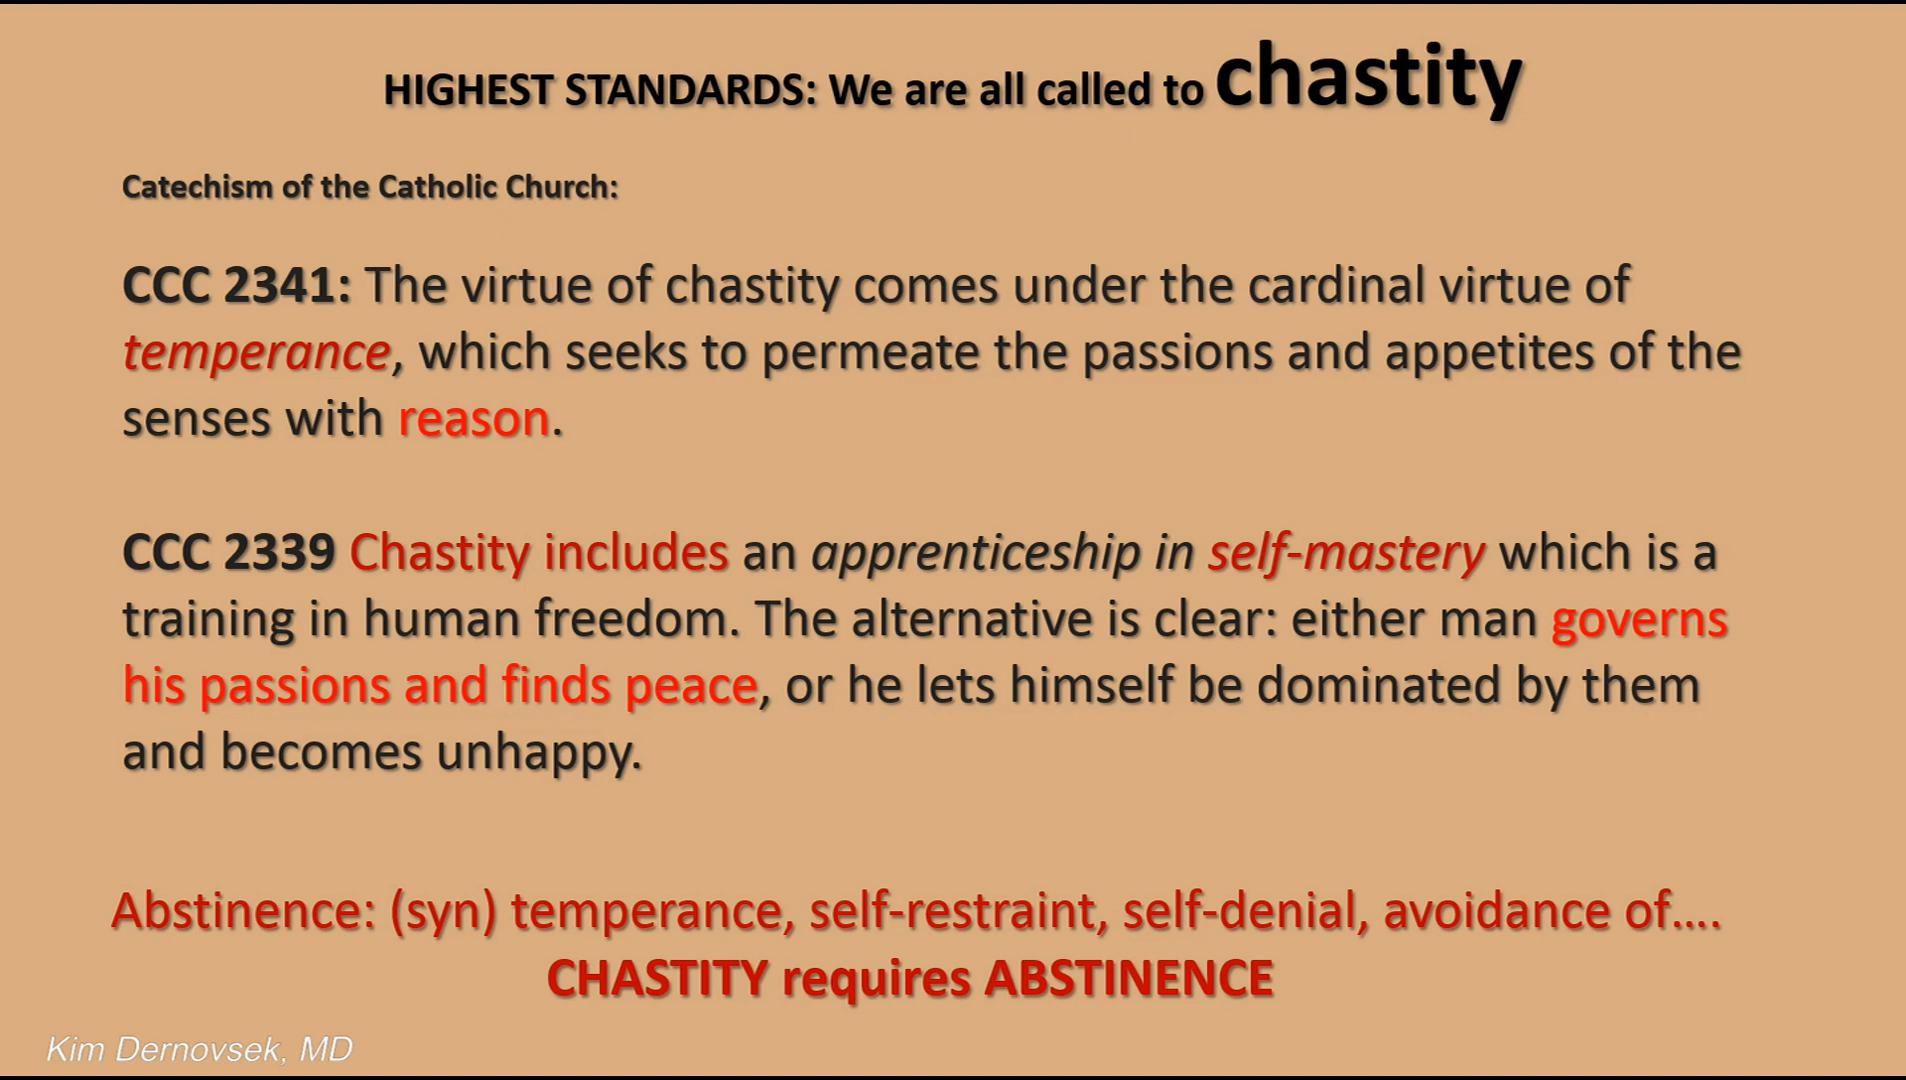 HIGHEST STANDARDS: We are all called to chastity
Catechism of the Catholic Church:
CCC 2341: The virtue of chastity comes under the cardinal virtue of
temperance, which seeks to permeate the passions and appetites of the
senses with reason.
CCC 2339 Chastity includes an apprenticeship in self-mastery which is a
training in human freedom. The alternative is clear: either man governs
his passions and finds peace, or he lets himself be dominated by them
and becomes unhappy.
Abstinence: (syn) temperance, self-restraint, self-denial, avoidance of....
CHASTITY requires ABSTINENCE
Kim Dernovsek, MD